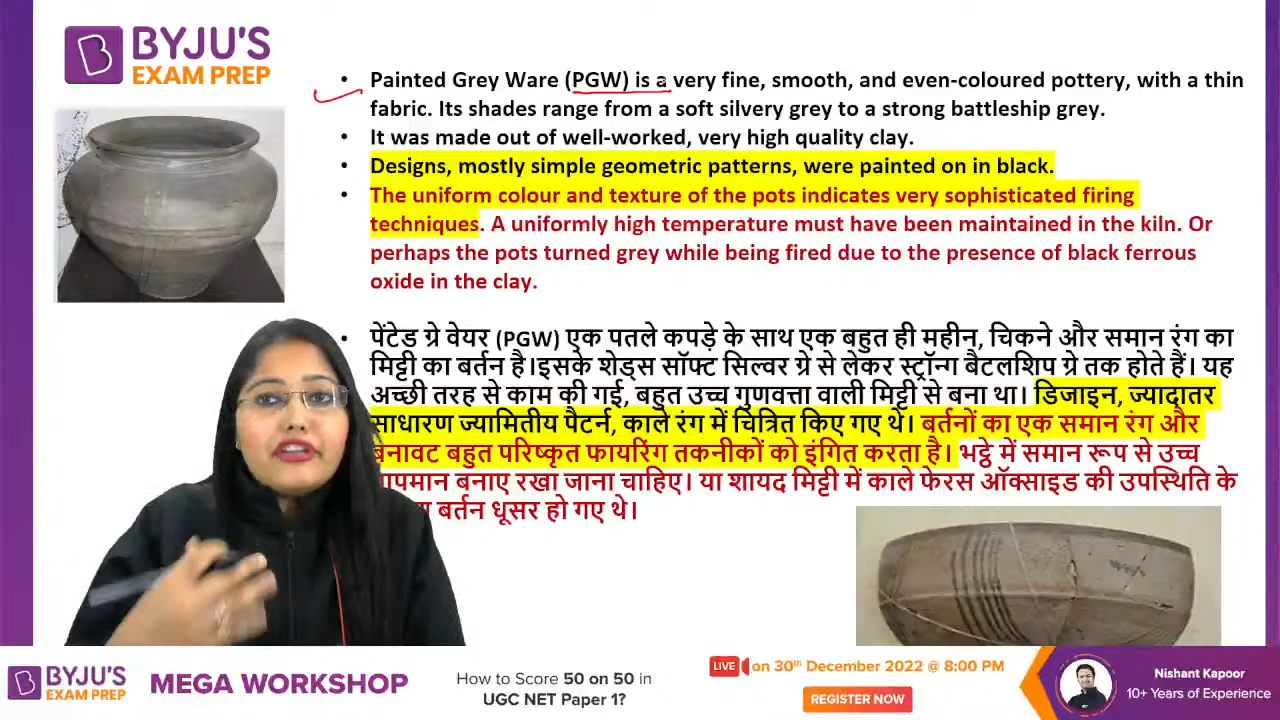 BYJU'S
EXAM PREP
• Painted Grey Ware (PGW) is a very fine, smooth, and even-coloured pottery, with a thin
fabric. Its shades range from a soft silvery grey to a strong battleship grey.
• It was made out of well-worked, very high quality clay.
• Designs, mostly simple geometric patterns, were painted on in black.
• The uniform colour and texture of the pots indicates very sophisticated firing
techniques. A uniformly high temperature must have been maintained in the kiln. Or
perhaps the pots turned grey while being fired due to the presence of black ferrous
oxide in the clay.
• पेंटेड ग्रे वेयर (PGW) एक पतले कपड़े के साथ एक बहुत ही महीन, चिकने और समान रंग का
मिट्टी का बर्तन है।इसके शेड्स सॉफ्ट सिल्वर ग्रे से लेकर स्ट्रॉन्ग बैटलशिप ग्रे तक होते हैं। यह
अच्छी तरह से काम की गई, बहुत उच्च गुणवत्ता वाली मिट्टी से बना था। डिजाइन, ज्यादातर
साधारण ज्यामितीय पैटर्न, काले रंग में चित्रित किए गए थे। बर्तनों का एक समान रंग और
बनावट बहुत परिष्कृत फायरिंग तकनीकों को इंगित करता है। भट्ठे में समान रूप से उच्च
बनाए रखा जाना चाहिए। या शायद मिट्टी में काले फेरस ऑक्साइड की उपस्थिति के
बर्तन धूसर हो गए थे।
BYJU'S
EXAM PREP
MEGA WORKSHOP
How to Score 50 on 50 in
UGC NET Paper 1?
LIVE on 30th December 2022 @ 8:00 PM
REGISTER NOW
Nishant Kapoor
10+ Years of Experience